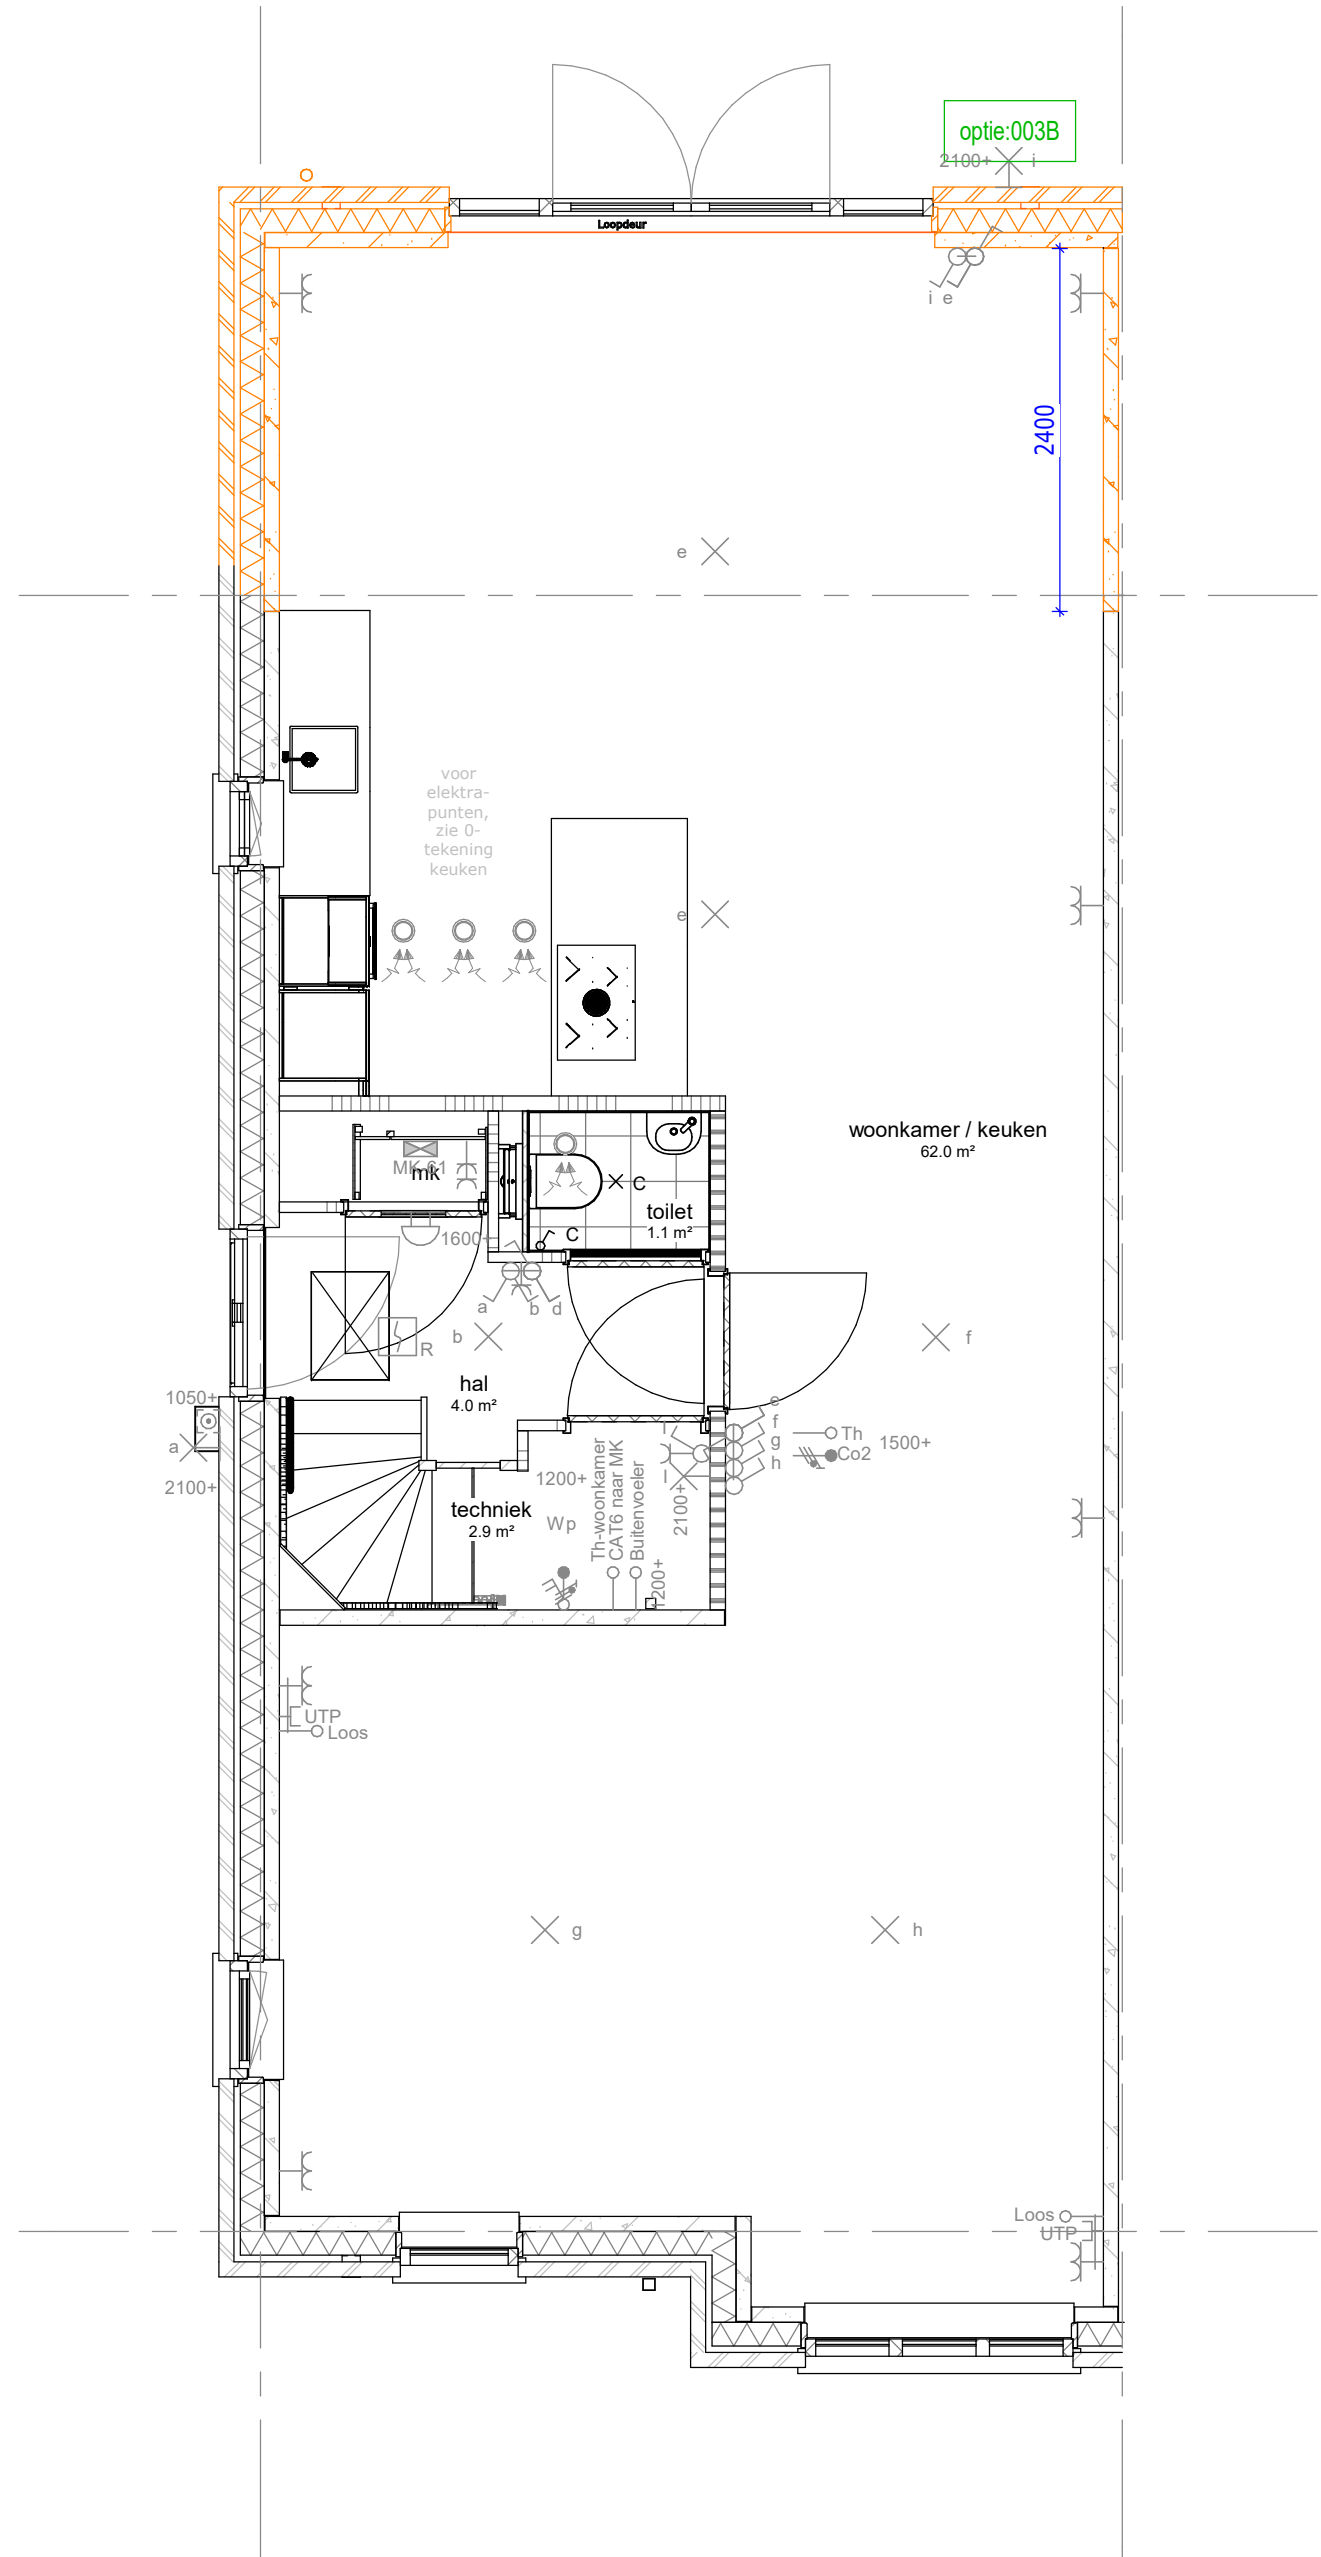 optie:003B
2100+
i
Loopdeur
i e
2400
e
voor
elektra-
punten,
zie 0-
tekening
keuken
e
woonkamer / keuken
62.0 m²
MK 61
mk
C
toilet
1.1 m²
C
1600+
a b d
b
R
f
hal
4.0 m²
1050+
a
2100+
e
f
g
h
Th
Co2
1500+
l
l
2100+
1200+
techniek
2.9 m²
Wp
Th-woonkamer
CAT6 naar MK
Buitenvoeler
1200+
UTP
Loos
g
h
Loos
UTP